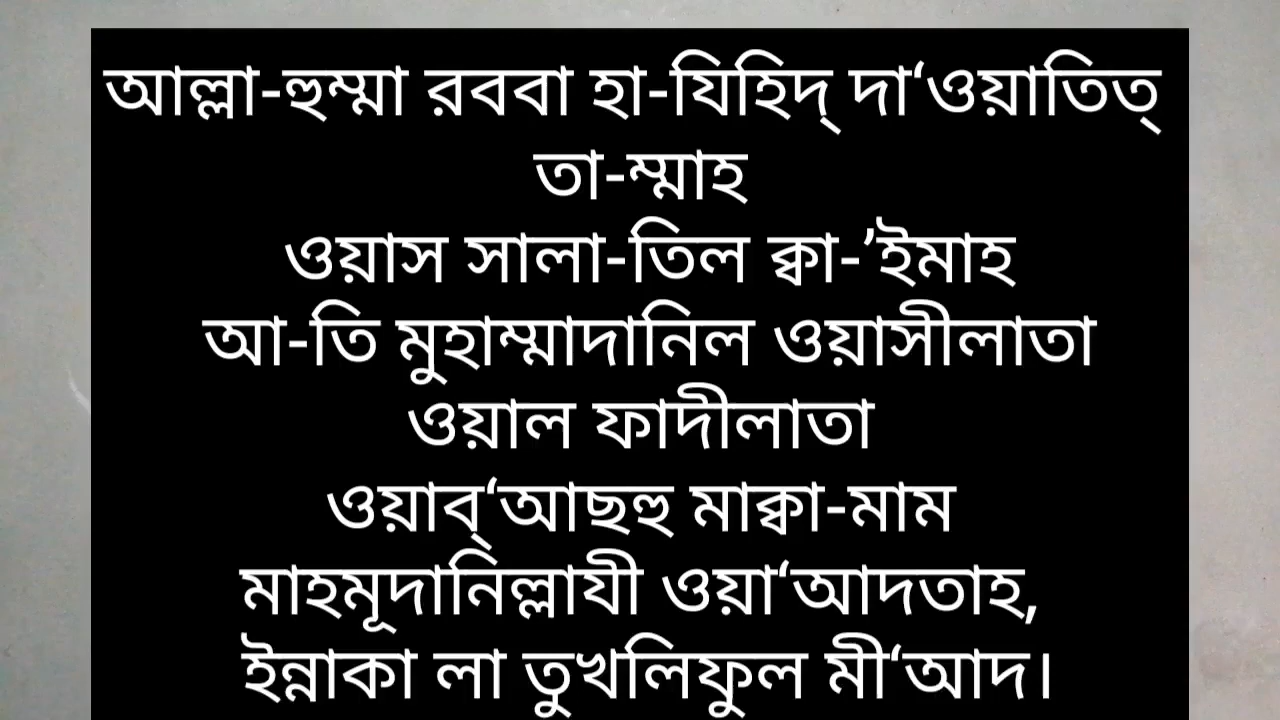 আল্লা-হুম্মা রববা হা-যিহিদ্ দা‘ওয়াতিত্
তা-ম্মাহ
ওয়াস সালা-তিল ক্বা-’ইমাহ
আ-তি মুহাম্মাদানিল ওয়াসীলাতা
ওয়াল ফাদীলাতা
ওয়াব্‘আছহু মাক্বা-মাম
মাহমূদানিল্লাযী ওয়া‘আদতাহ,
ইন্নাকা লা তুখলিফুল মী‘আদ।